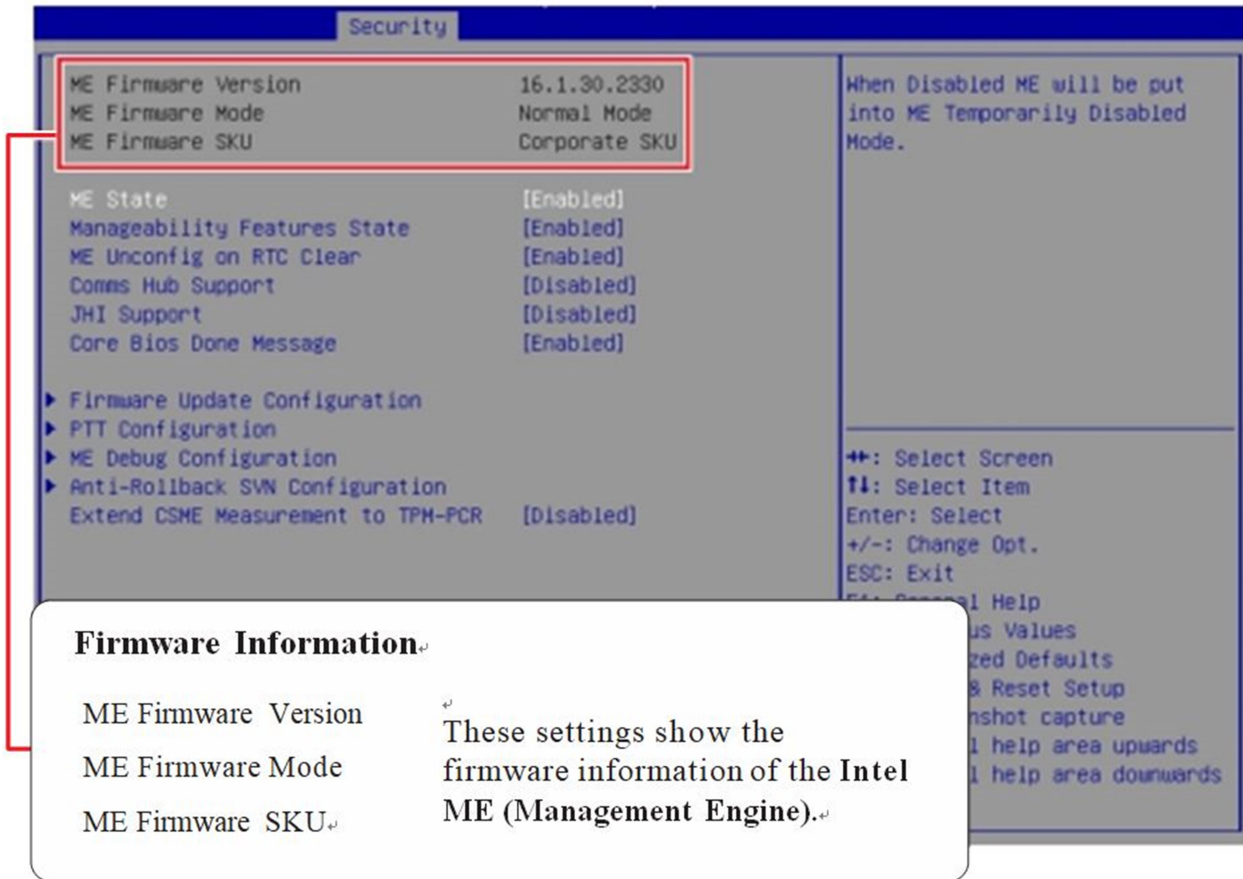 Security
ME Firmware Version 16.1.30.2330
ME Firmware Mode Normal Mode
ME Firmware SKU Corporate SKU
ME State [Enabled]
Manageability Features State [Enabled]
ME Unconfig on RTC Clear [Enabled]
Comms Hub Support [Disabled]
JHI Support [Disabled]
Core Bios Done Message [Enabled]
Firmware Update Configuration
PTT Configuration
ME Debug Configuration
Anti-Rollback SVN Configuration
Extend CSME Measurement to TPM-PCR [Disabled]
When Disabled ME will be put
into ME Temporarily Disabled
Mode.
: Select Screen
↑↓: Select Item
Enter: Select
+/-: Change Opt.
ESC: Exit
Help
Values
Defaults
& Reset Setup
capture
help area upwards
help area downwards
Firmware Information
ME Firmware Version
ME Firmware Mode
ME Firmware SKU
These settings show the
firmware information of the Intel
ME (Management Engine).